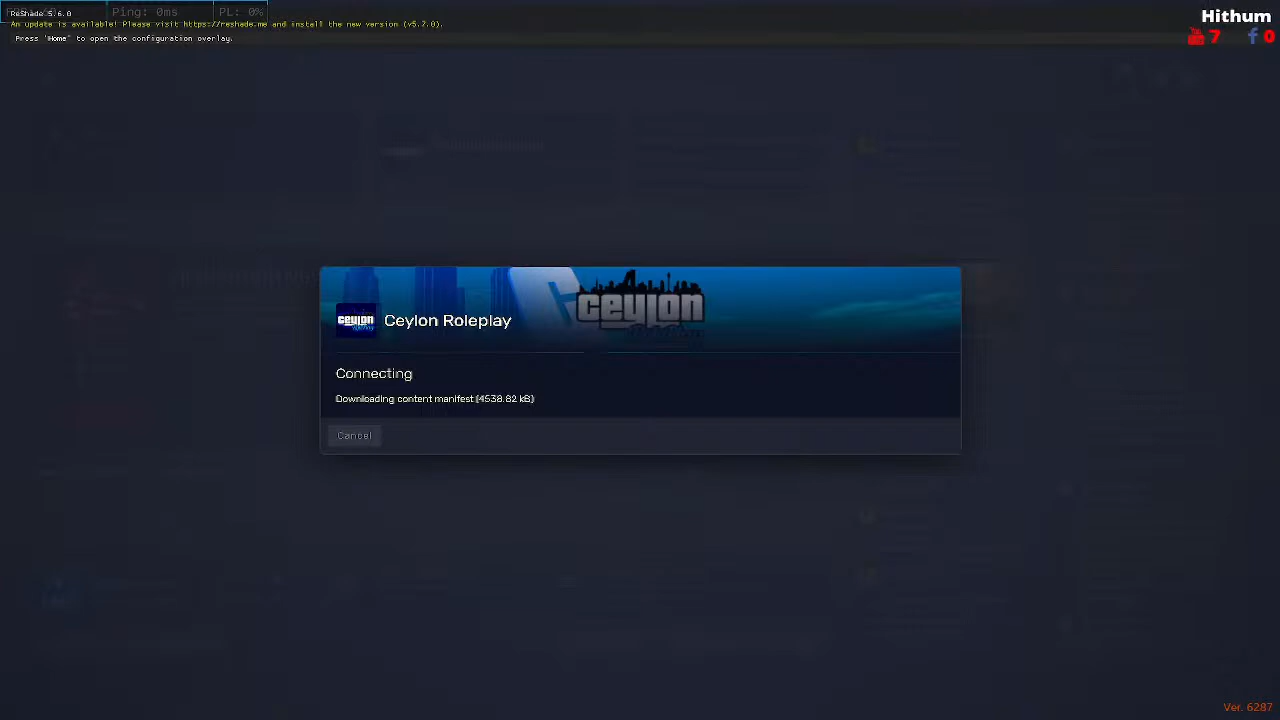 ReShade 5.6.0
Ping: 0ms
PL: 0%
An update is available! Please visit https://reshade.me and install the new version (v5.7.0).
Press 'Home' to open the configuration overlay.
Hithum
7
0
ceylon
Ceylon Roleplay
ceylon
Connecting
Downloading content manifest (4538.82 kB)
Cancel
Ver. 6287